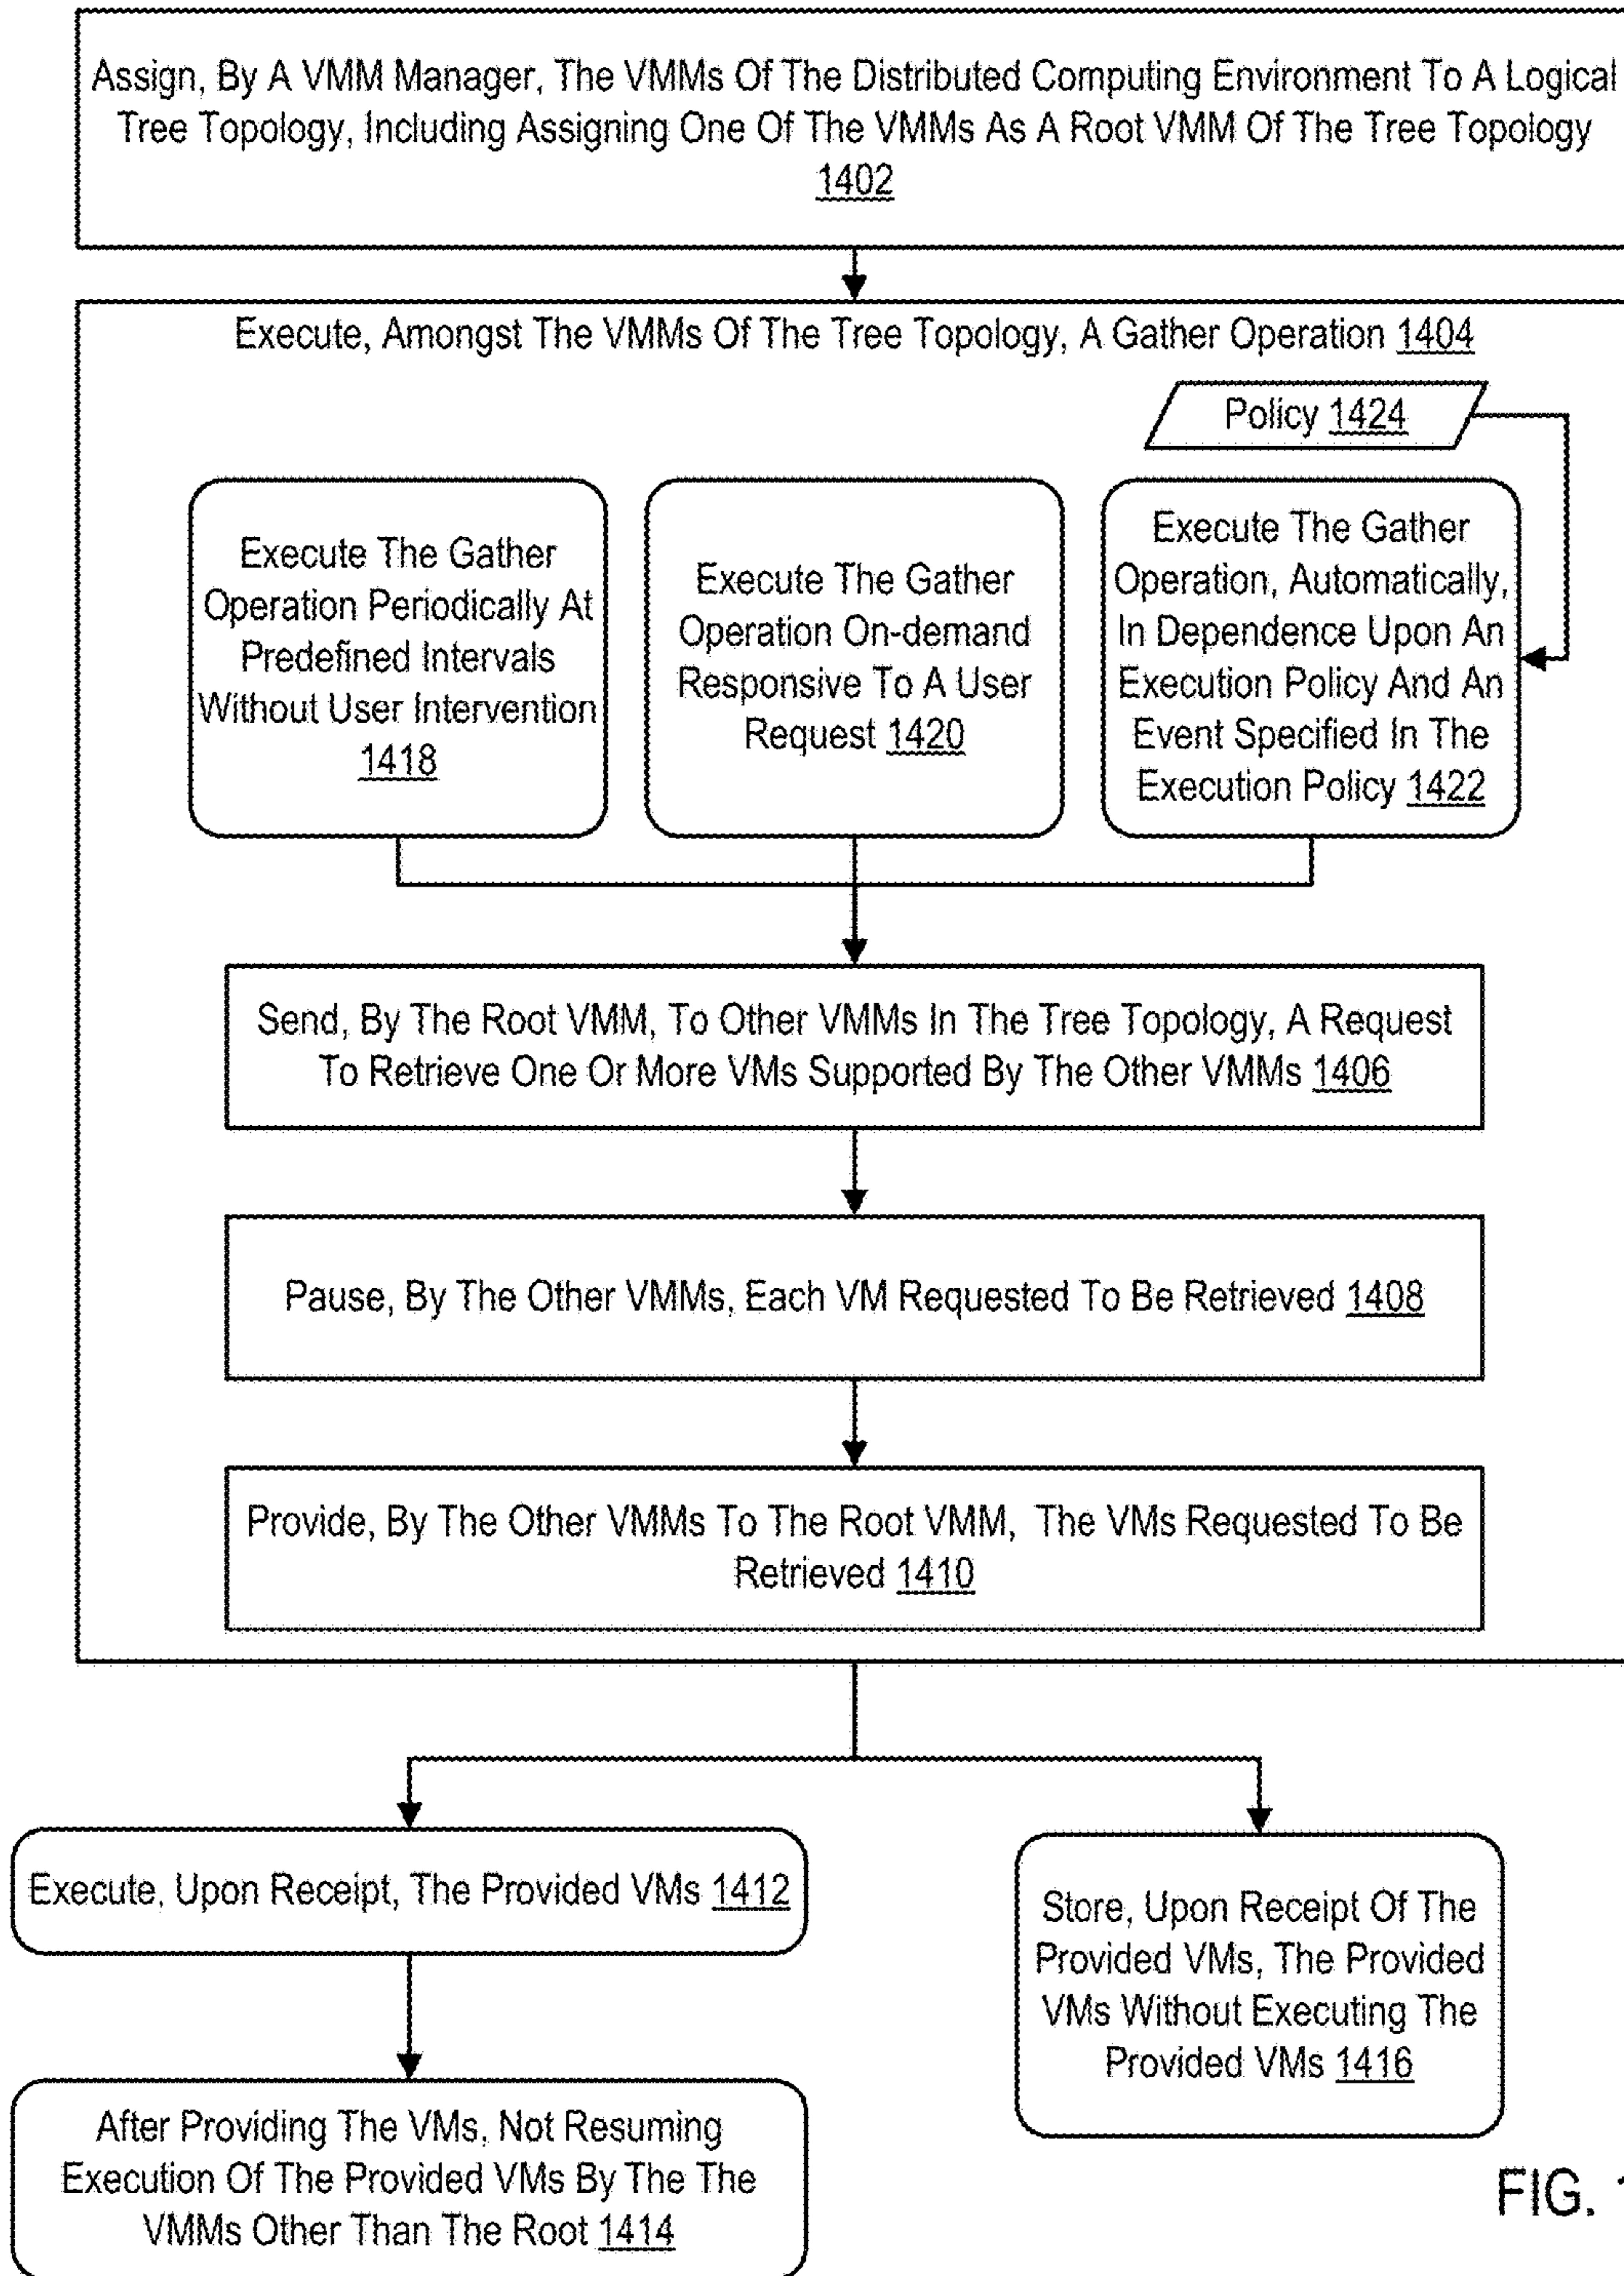 Assign, By A VMM Manager, The VMMs Of The Distributed Computing Environment To A Logical
Tree Topology, Including Assigning One Of The VMMs As A Root VMM Of The Tree Topology
1402
Execute, Amongst The VMMs Of The Tree Topology, A Gather Operation 1404
Policy 1424
Execute The Gather
Operation Periodically At
Predefined Intervals
Without User Intervention
1418
Execute The Gather
Operation On-demand
Responsive To A User
Request 1420
Execute The Gather
Operation, Automatically,
In Dependence Upon An
Execution Policy And An
Event Specified In The
Execution Policy 1422
Send, By The Root VMM, To Other VMMs In The Tree Topology, A Request
To Retrieve One Or More VMs Supported By The Other VMMs 1406
Pause, By The Other VMMs, Each VM Requested To Be Retrieved 1408
Provide, By The Other VMMs To The Root VMM, The VMs Requested To Be
Retrieved 1410
Execute, Upon Receipt, The Provided VMs 1412
After Providing The VMs, Not Resuming
Execution Of The Provided VMs By The The
VMMs Other Than The Root 1414
Store, Upon Receipt Of The
Provided VMs, The Provided
VMs Without Executing The
Provided VMs 1416
FIG.